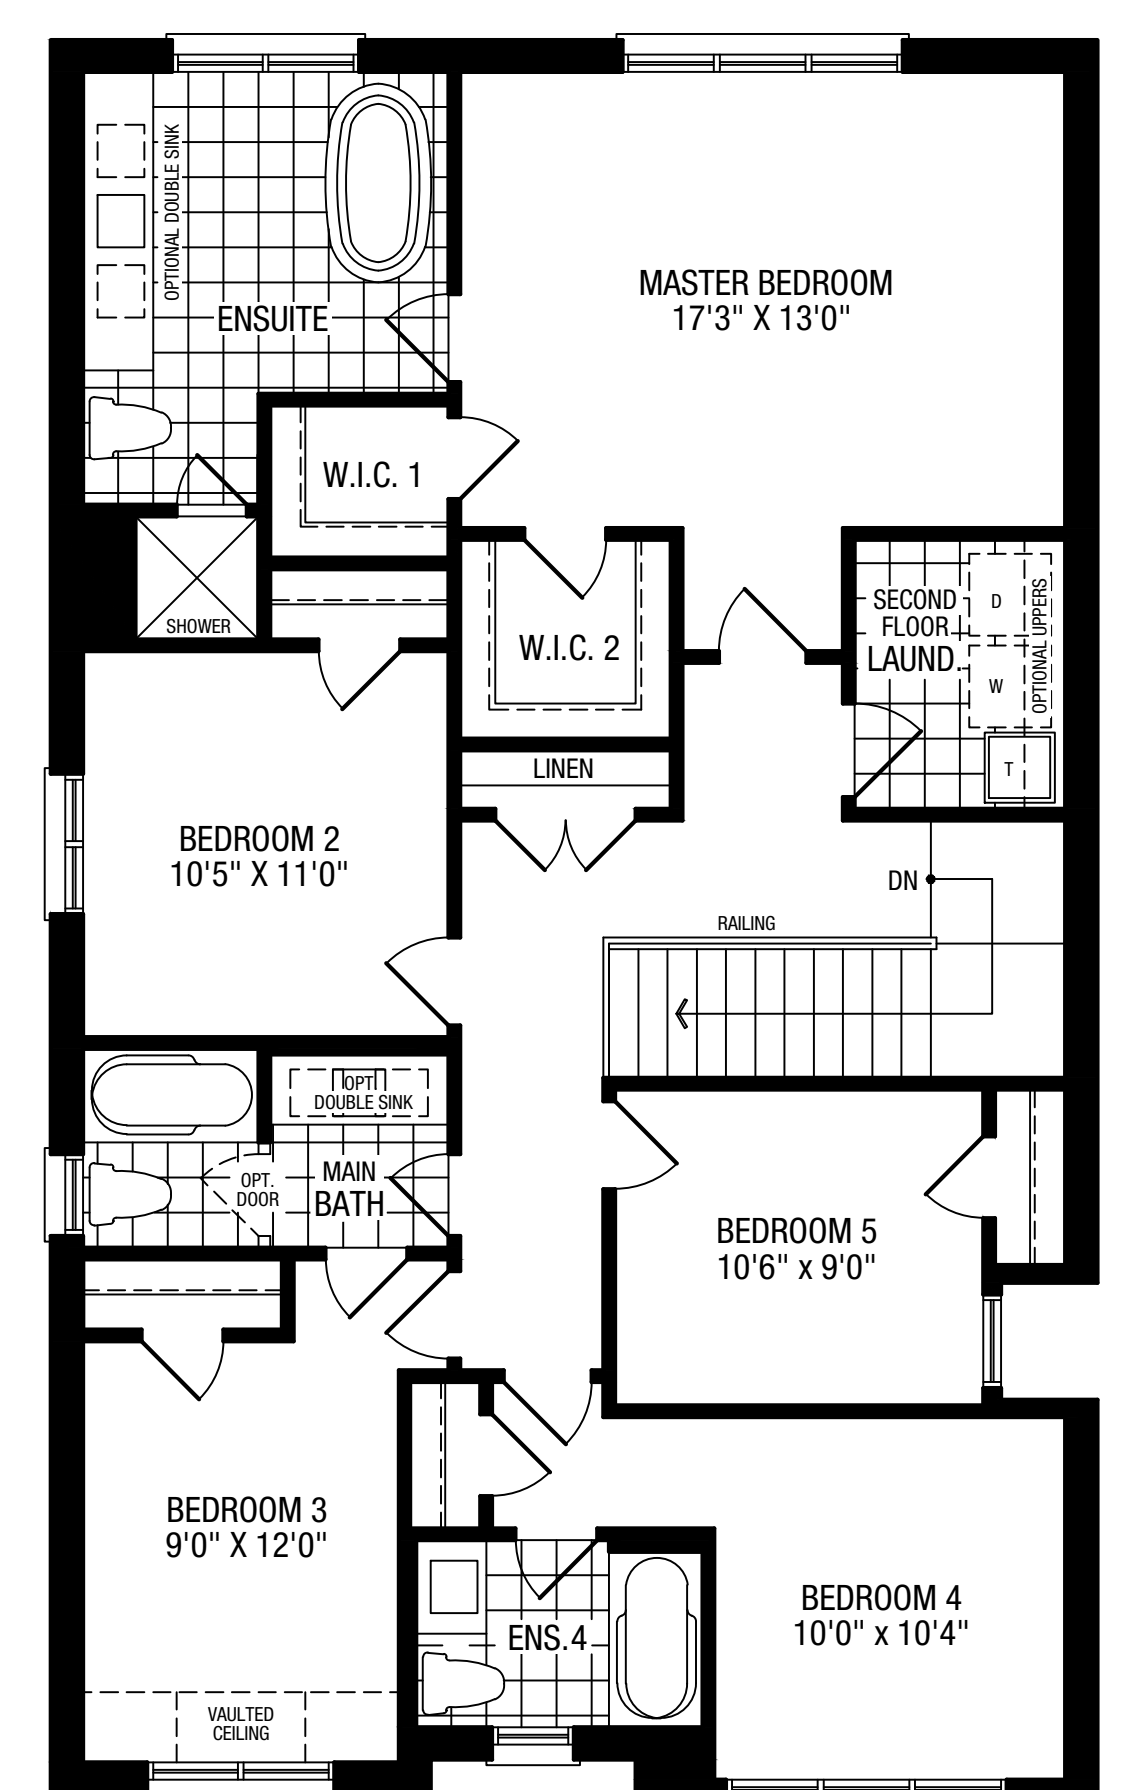 OPTIONAL DOUBLE SINK
ENSUITE
MASTER BEDROOM
17'3" X 13'0"
W.I.C. 1
SHOWER
W.I.C. 2
SECOND
FLOOR
LAUND.
D
W
OPTIONAL UPPERS
T
LINEN
BEDROOM 2
10'5" X 11'0"
DN
RAILING
OPT
DOUBLE SINK
OPT.
DOOR
MAIN
BATH
BEDROOM 5
10'6" x 9'0"
BEDROOM 3
9'0" X 12'0"
BEDROOM 4
10'0" x 10'4"
ENS.4
VAULTED
CEILING